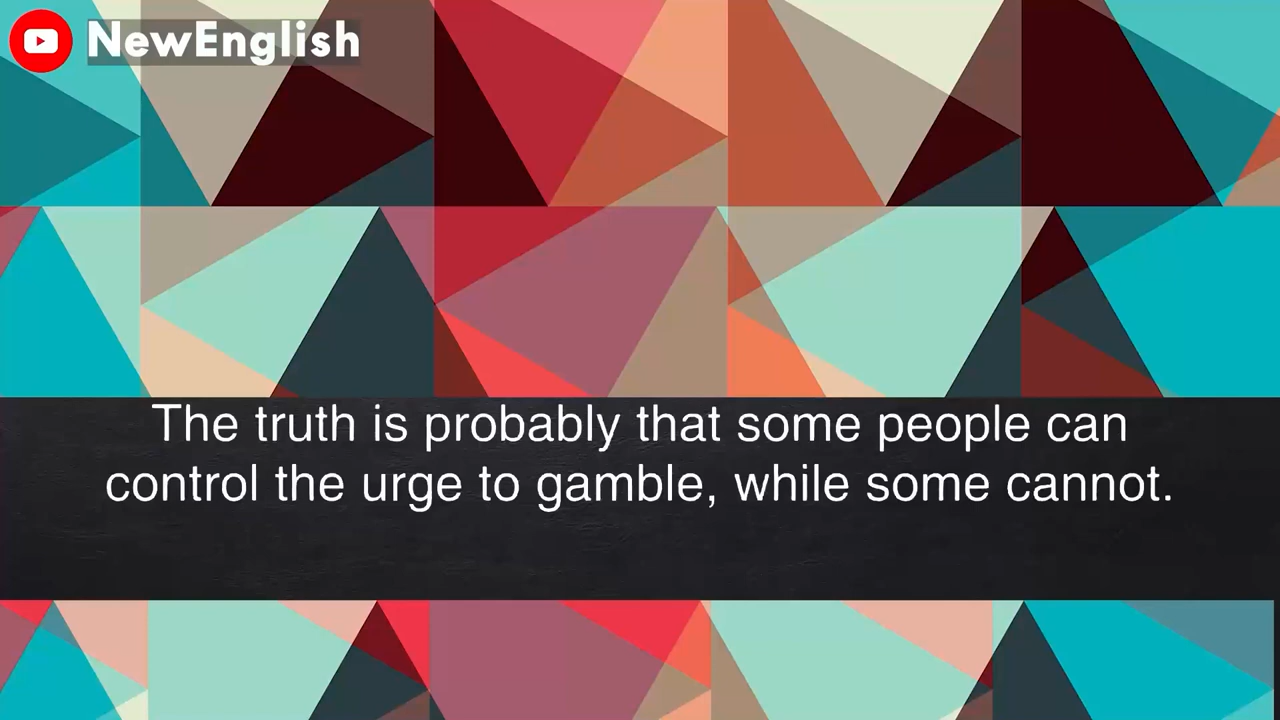 NewEnglish
The truth is probably that some people can
control the urge to gamble, while some cannot.